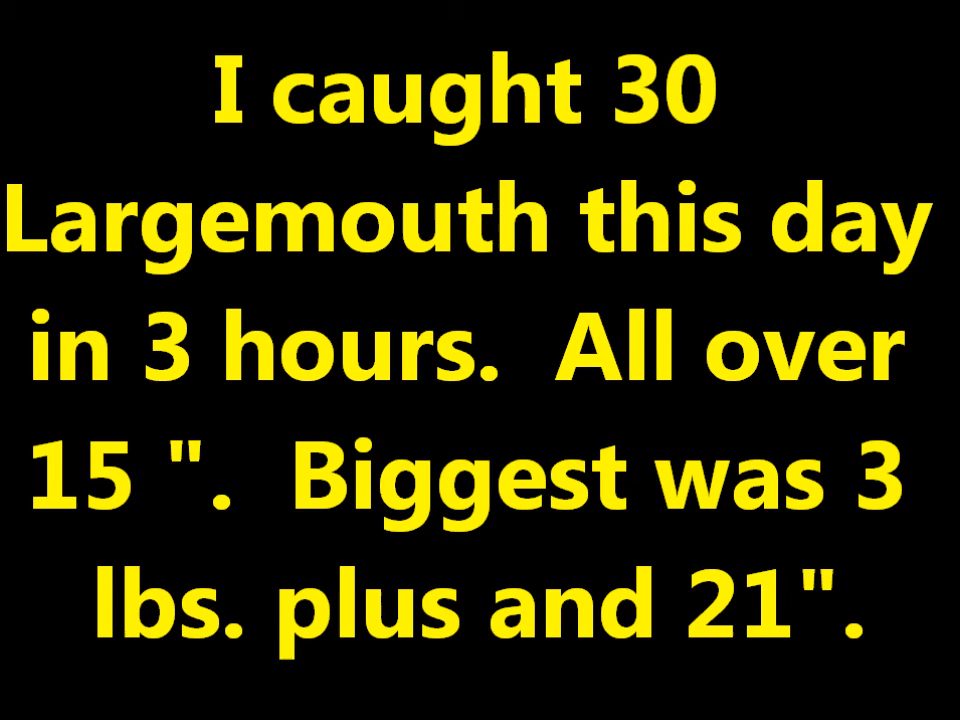 I caught 30
Largemouth this day
in 3 hours.  All over
15 ".  Biggest was 3
lbs. plus and 21".